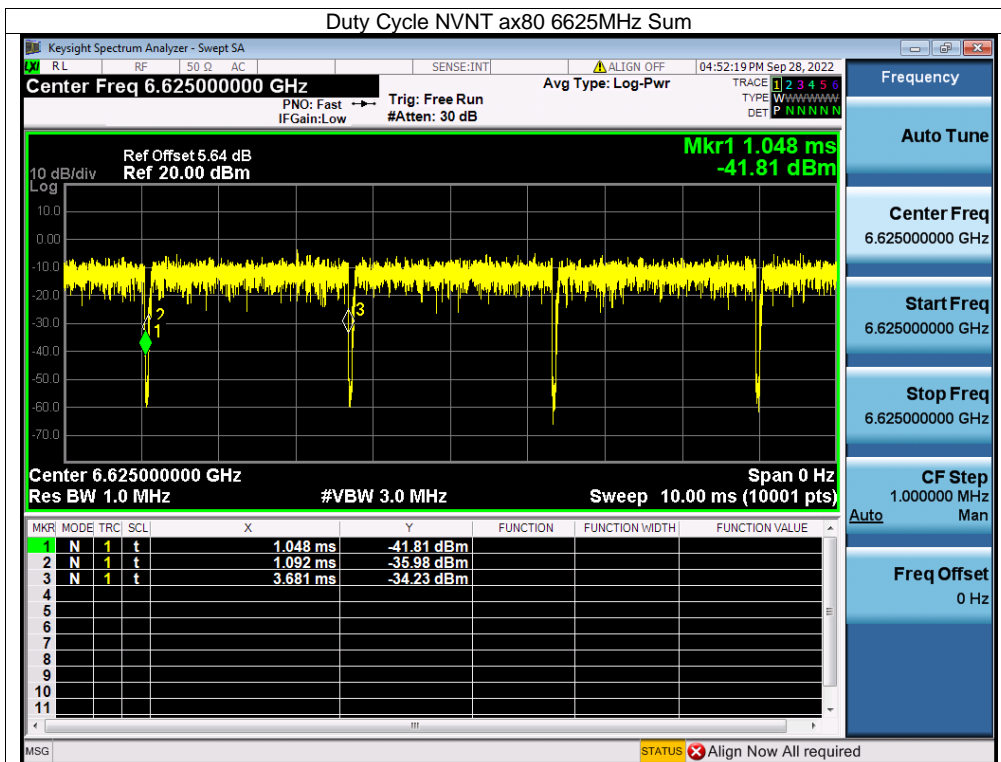 Duty Cycle NVNT ax80 6625MHz Sum
Keysight Spectrum Analyzer - Swept SA
LXI RL RF 50 Ω AC SENSE:INT ALIGN OFF 04:52:19 PM Sep 28, 2022
Center Freq 6.625000000 GHz Avg Type: Log-Pwr TRACE 1 2 3 4 5 6
PNO: Fast Trig: Free Run TYPE WWWWWW
IFGain:Low #Atten: 30 dB DET P N N N N N
Frequency
Auto Tune
Center Freq
6.625000000 GHz
Start Freq
6.625000000 GHz
Stop Freq
6.625000000 GHz
CF Step
1.000000 MHz
Auto Man
Freq Offset
0 Hz
Mkr1 1.048 ms
-41.81 dBm
Ref Offset 5.64 dB
10 dB/div Ref 20.00 dBm
Log
10.0
0.00
-10.0
-20.0
-30.0
-40.0
-50.0
-60.0
-70.0
2
1
3
Center 6.625000000 GHz Span 0 Hz
Res BW 1.0 MHz #VBW 3.0 MHz Sweep 10.00 ms (10001 pts)
MKR MODE TRC SCL X Y FUNCTION FUNCTION WIDTH FUNCTION VALUE
1 N 1 t 1.048 ms -41.81 dBm
2 N 1 t 1.092 ms -35.98 dBm
3 N 1 t 3.681 ms -34.23 dBm
4
5
6
7
8
9
10
11
MSG STATUS Align Now All required